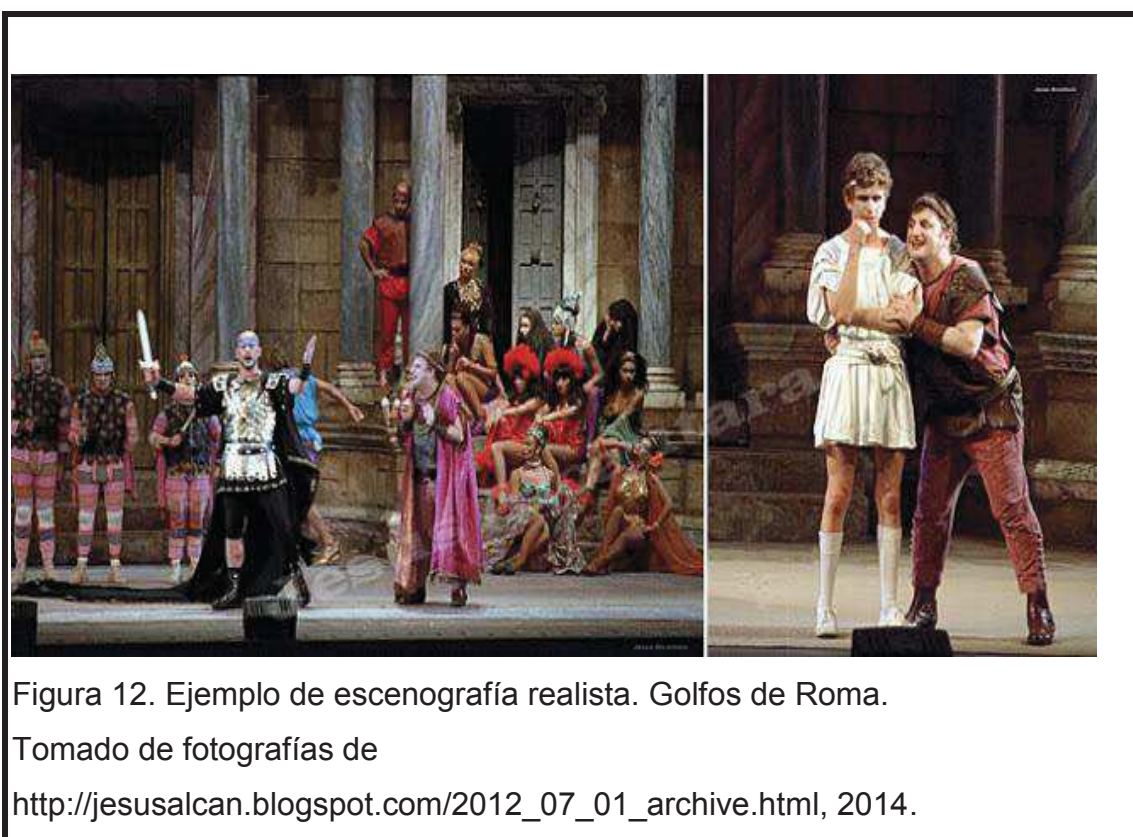 Figura 12. Ejemplo de escenografía realista. Golfos de Roma.
Tomado de fotografías de
http://jesusalcan.blogspot.com/2012_07_01_archive.html, 2014.